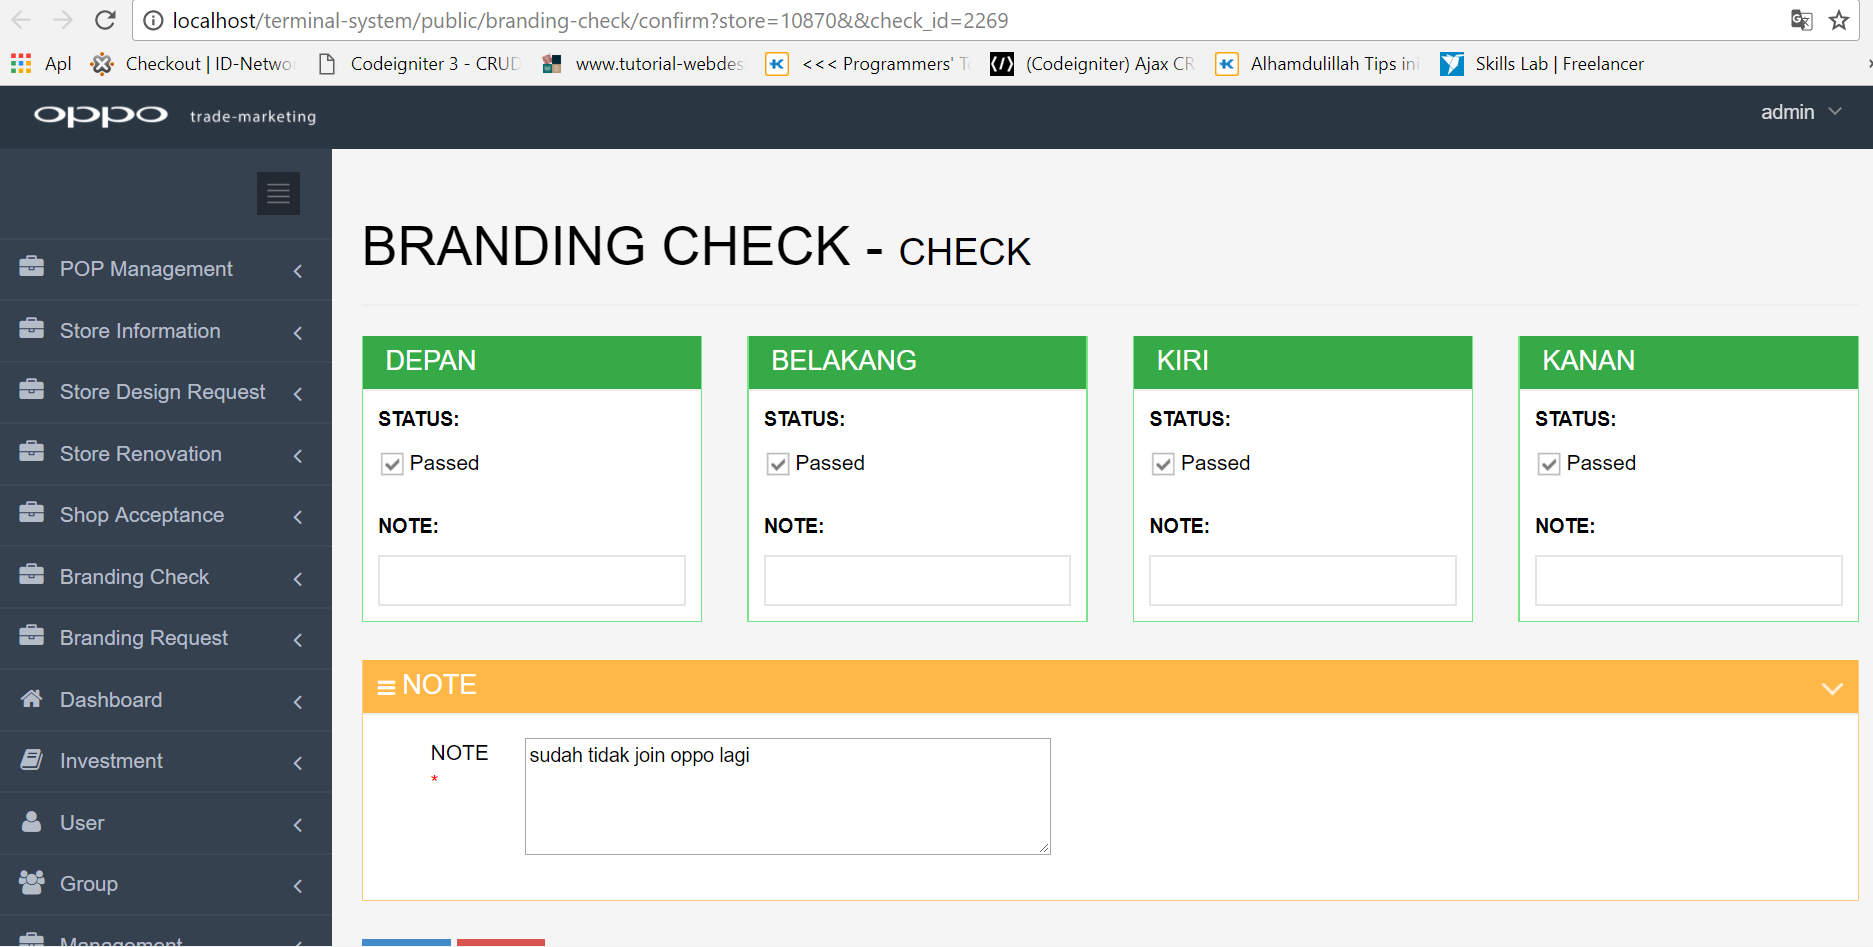 localhost/terminal-system/public/branding-check/confirm?store=10870&&check_id=2269
Apl Checkout | ID-Netwo Codeigniter 3 - CRUD www.tutorial-webdes <<< Programmers' (Codeigniter) Ajax CR Alhamdulillah Tips ini Skills Lab | Freelancer
oppo trade-marketing admin
BRANDING CHECK - CHECK
POP Management
Store Information
Store Design Request
Store Renovation
Shop Acceptance
Branding Check
Branding Request
Dashboard
Investment
User
Group
Management
DEPAN
STATUS:
Passed
NOTE:
BELAKANG
STATUS:
Passed
NOTE:
KIRI
STATUS:
Passed
NOTE:
KANAN
STATUS:
Passed
NOTE:
NOTE
NOTE
*
sudah tidak join oppo lagi